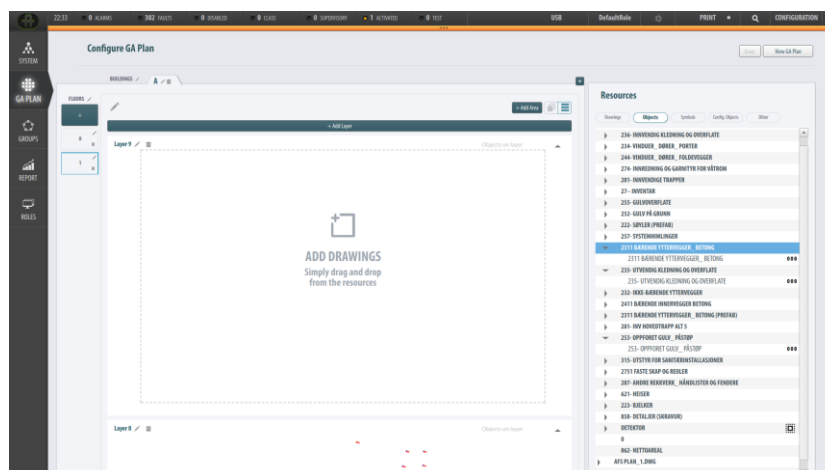 22:33 0 ALARMS 302 FAULTS 0 DISABLED 0 CLASS 0 SUPERVISORY 1 ACTIVATED 0 TEST USB DefaultRole PRINT CONFIGURATION
SYSTEM
GA PLAN
GROUPS
REPORT
ROLES
Configure GA Plan
Save
View GA Plan
BUILDINGS A
FLOORS
+
0
1
+ Add Area
+ Add Layer
Layer 9
Objects on layer
ADD DRAWINGS
Simply drag and drop
from the resources
Layer 8
Objects on layer
Resources
Drawings Objects Symbols Config. Objects Other
236- INNVENDIG KLEDNING OG OVERFLATE
234- VINDUER_ DØRER_ PORTER
244- VINDUER_ DØRER_ FOLDEVEGGER
274- INNREDNING OG GARNITYR FOR VÅTROM
281- INNVENDIGE TRAPPER
27-- INVENTAR
255- GULVOVERFLATE
252- GULV PÅ GRUNN
222- SØYLER (PREFAB)
257- SYSTEMHIMLINGER
2311 BÆRENDE YTTERVEGGER_ BETONG
2311 BÆRENDE YTTERVEGGER_ BETONG
235- UTVENDIG KLEDNING OG OVERFLATE
235- UTVENDIG KLEDNING OG OVERFLATE
232- IKKE-BÆRENDE YTTERVEGGER
2411 BÆRENDE INNERVEGGER BETONG
2311 BÆRENDE YTTERVEGGER_ BETONG (PREFAB)
281- INV HOVEDTRAPP ALT 5
253- OPPFORET GULV_ PÅSTØP
253- OPPFORET GULV_ PÅSTØP
315- UTSTYR FOR SANITÆRINSTALLASJONER
2751 FASTE SKAP OG REOLER
287- ANDRE REKKVERK_ HÅNDLISTER OG FENDERE
621- HEISER
223- BJELKER
058- DETALJER (SKRAVUR)
DETEKTOR
0
862- NETTOAREAL
AFS PLAN_1.DWG